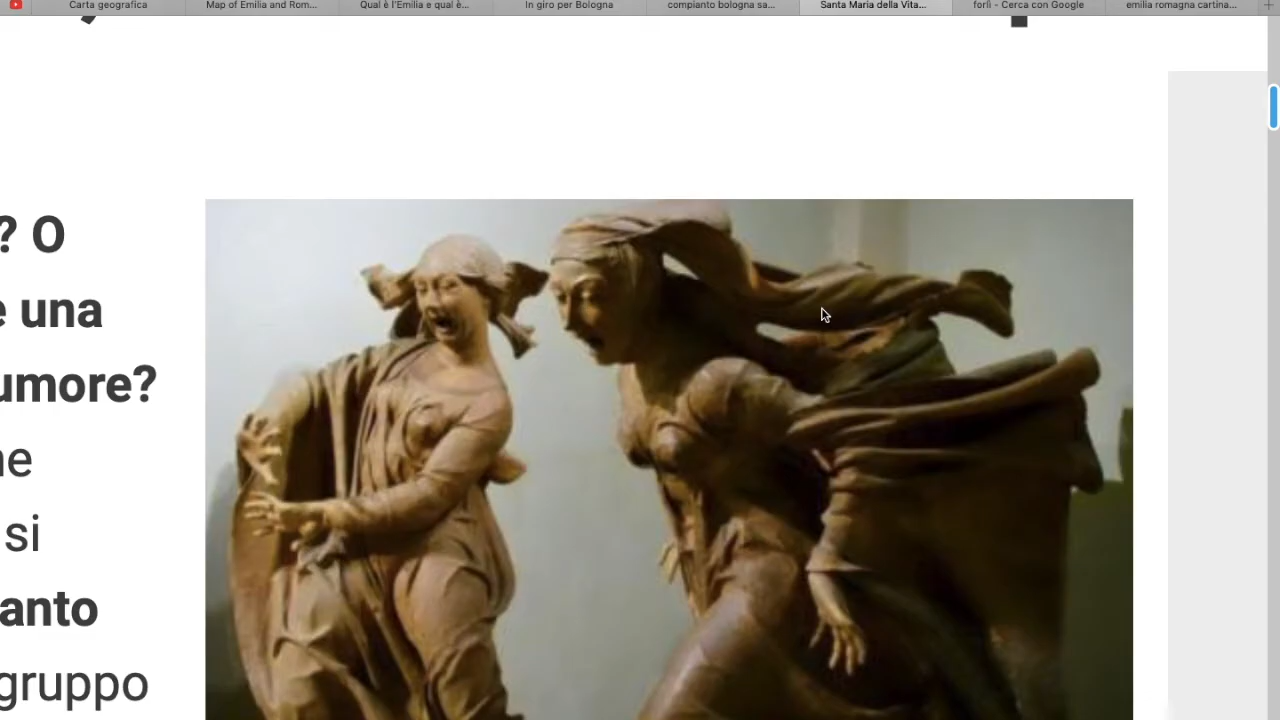 Carta geografica
Map of Emilia and Rom...
Qual è l'Emilia e qual è...
In giro per Bologna
compianto bologna sa...
Santa Maria della Vita...
forlì - Cerca con Google
emilia romagna cartina...
? O
e una
umore?
ne
si
anto
gruppo